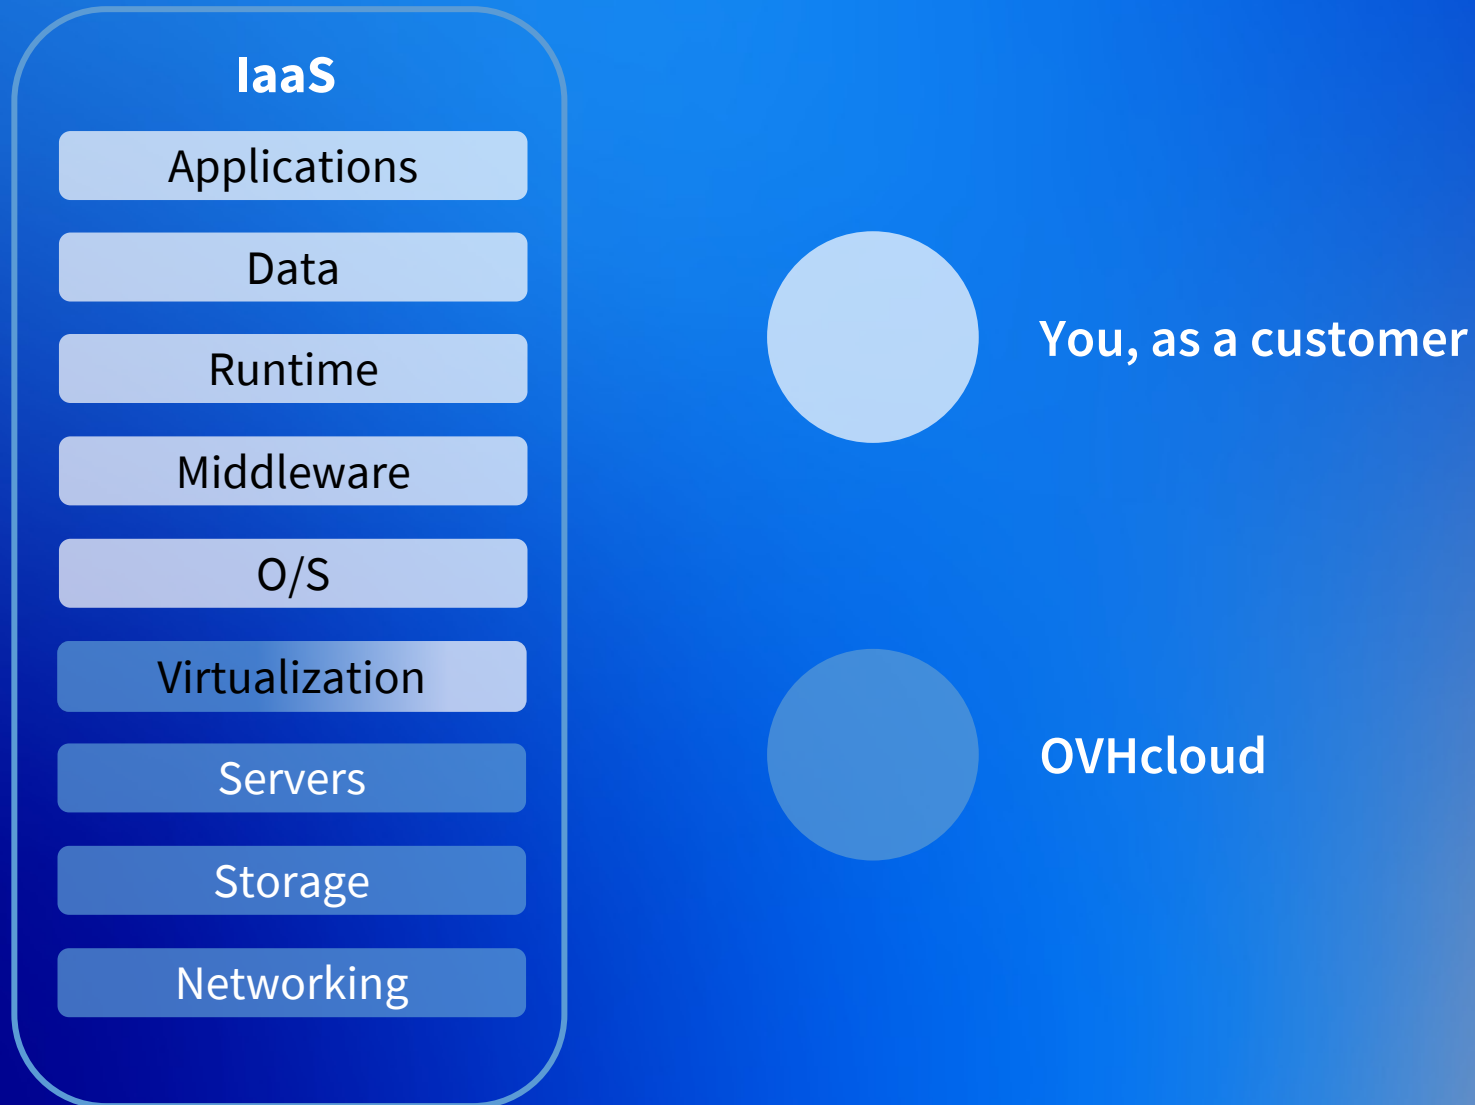 IaaS
Applications
Data
Runtime
Middleware
O/S
Virtualization
Servers
Storage
Networking
You, as a customer
OVHcloud